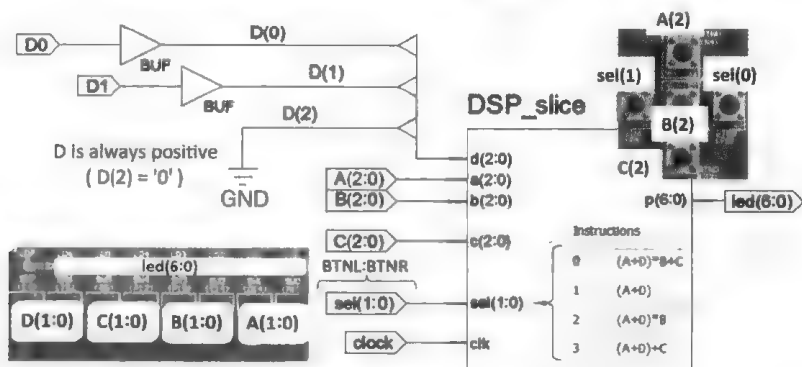 A(2)
D0
BUF
D(0)
sel(1)
sel(0)
D1
BUF
D(1)
DSP_slice
B(2)
D(2)
C(2)
D is always positive
( D(2) = '0' )
GND
d(2:0)
A(2:0)
a(2:0)
B(2:0)
b(2:0)
p(6:0)
led(6:0)
C(2:0)
c(2:0)
Instructions
led(6:0)
BTNL:BTNR
0 (A+D)*B+C
1 (A+D)
D(1:0)
C(1:0)
B(1:0)
A(1:0)
sel(1:0)
sel(1:0)
2 (A+D)*B
3 (A+D)+C
clock
clk